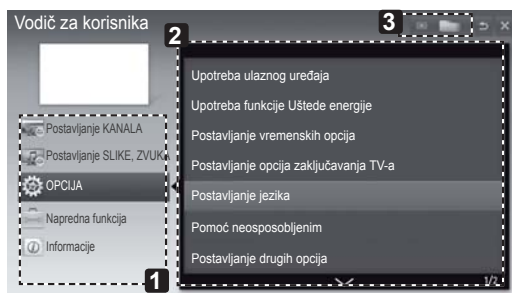 Vodič za korisnika
2
3
Postavljanje KANALA
Postavljanje SLIKE, ZVUKA
OPCIJA
Napredna funkcija
Informacije
1
Upotreba ulaznog uređaja
Upotreba funkcije Uštede energije
Postavljanje vremenskih opcija
Postavljanje opcija zaključavanja TV-a
Postavljanje jezika
Pomoć neosposobljenim
Postavljanje drugih opcija
1/2